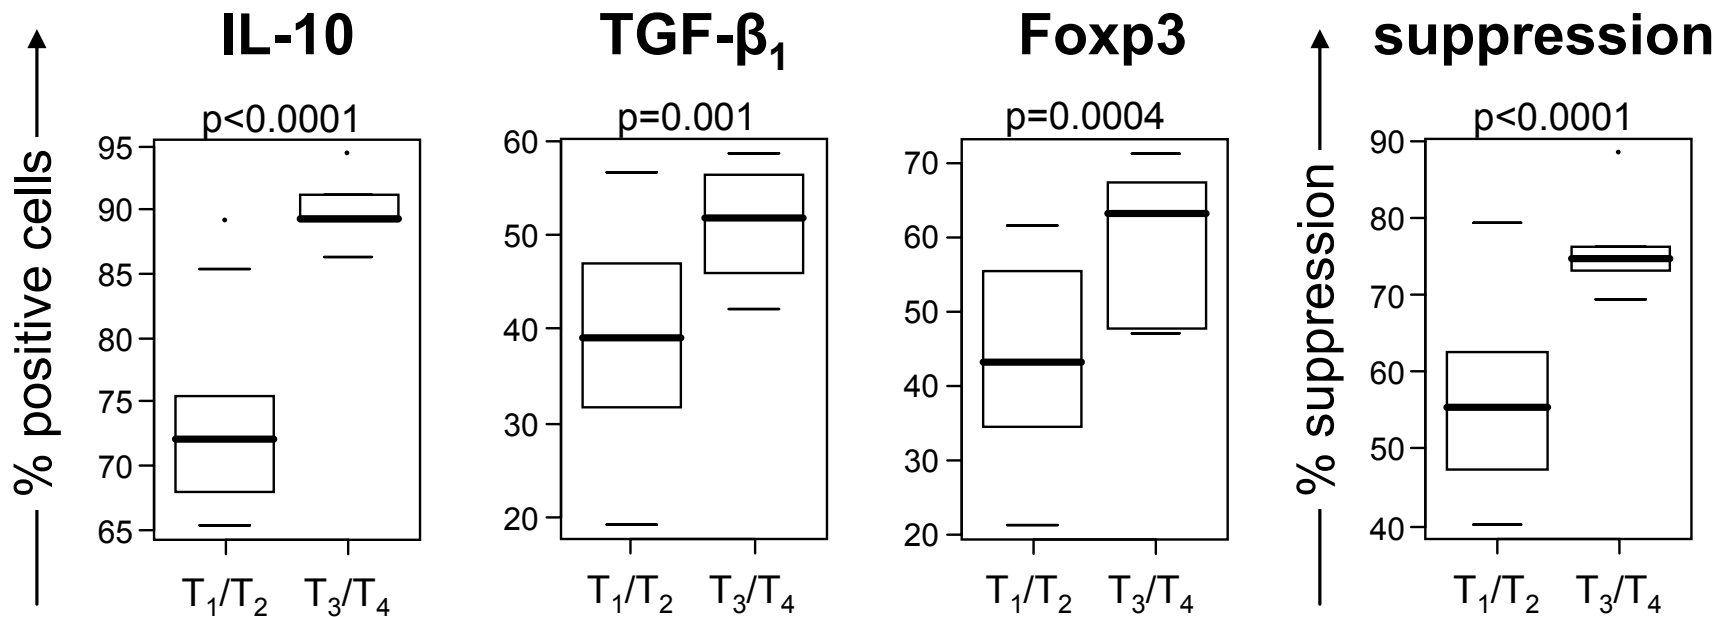 IL-10
TGF-β₁
Foxp3
suppression
% positive cells
p<0.0001
95
90
85
80
75
70
65
T₁/T₂
T₃/T₄
p=0.001
60
50
40
30
20
T₁/T₂
T₃/T₄
p=0.0004
70
60
50
40
30
20
T₁/T₂
T₃/T₄
% suppression
p<0.0001
90
80
70
60
50
40
T₁/T₂
T₃/T₄